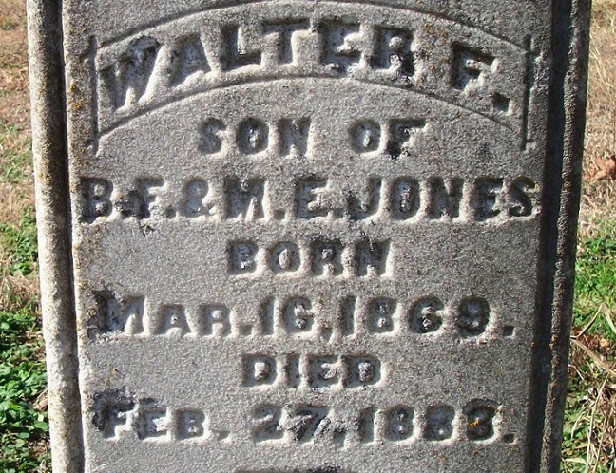 WALTER F.
SON OF
B.F.&M.E.JONES
BORN
MAR.16,1869.
DIED
FEB. 27,1883.